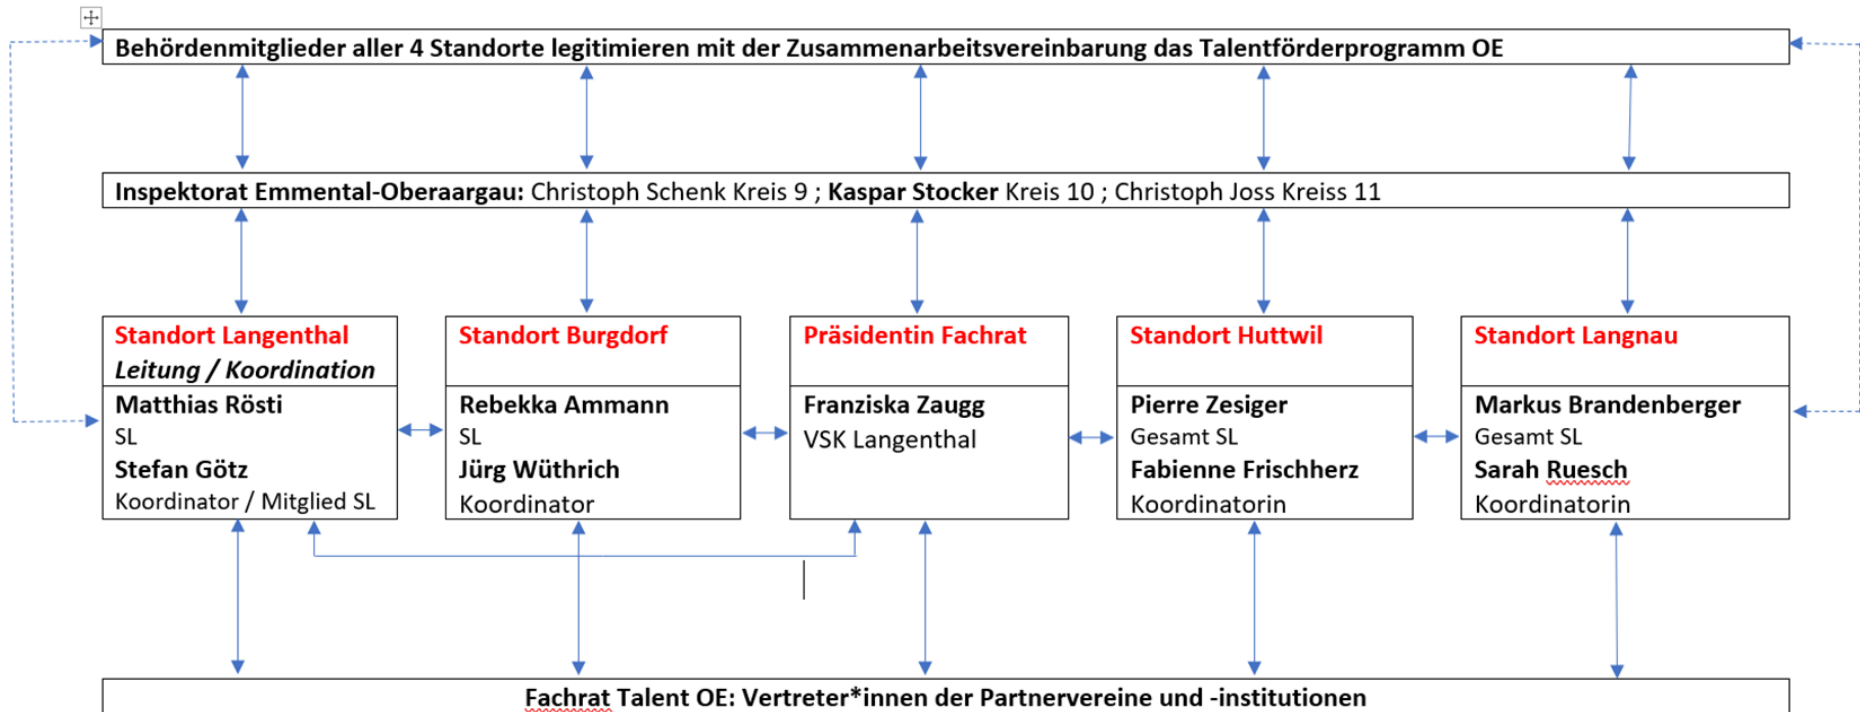 Behördenmitglieder aller 4 Standorte legitimieren mit der Zusammenarbeitsvereinbarung das Talentförderprogramm OE
Inspektorat Emmental-Oberaargau: Christoph Schenk Kreis 9 ; Kaspar Stocker Kreis 10 ; Christoph Joss Kreiss 11
Standort Langenthal
Leitung / Koordination
Matthias Rösti
SL
Stefan Götz
Koordinator / Mitglied SL
Standort Burgdorf
Rebekka Ammann
SL
Jürg Wüthrich
Koordinator
Präsidentin Fachrat
Franziska Zaugg
VSK Langenthal
Standort Huttwil
Pierre Zesiger
Gesamt SL
Fabienne Frischherz
Koordinatorin
Standort Langnau
Markus Brandenberger
Gesamt SL
Sarah Ruesch
Koordinatorin
Fachrat Talent OE: Vertreter*innen der Partnervereine und -institutionen